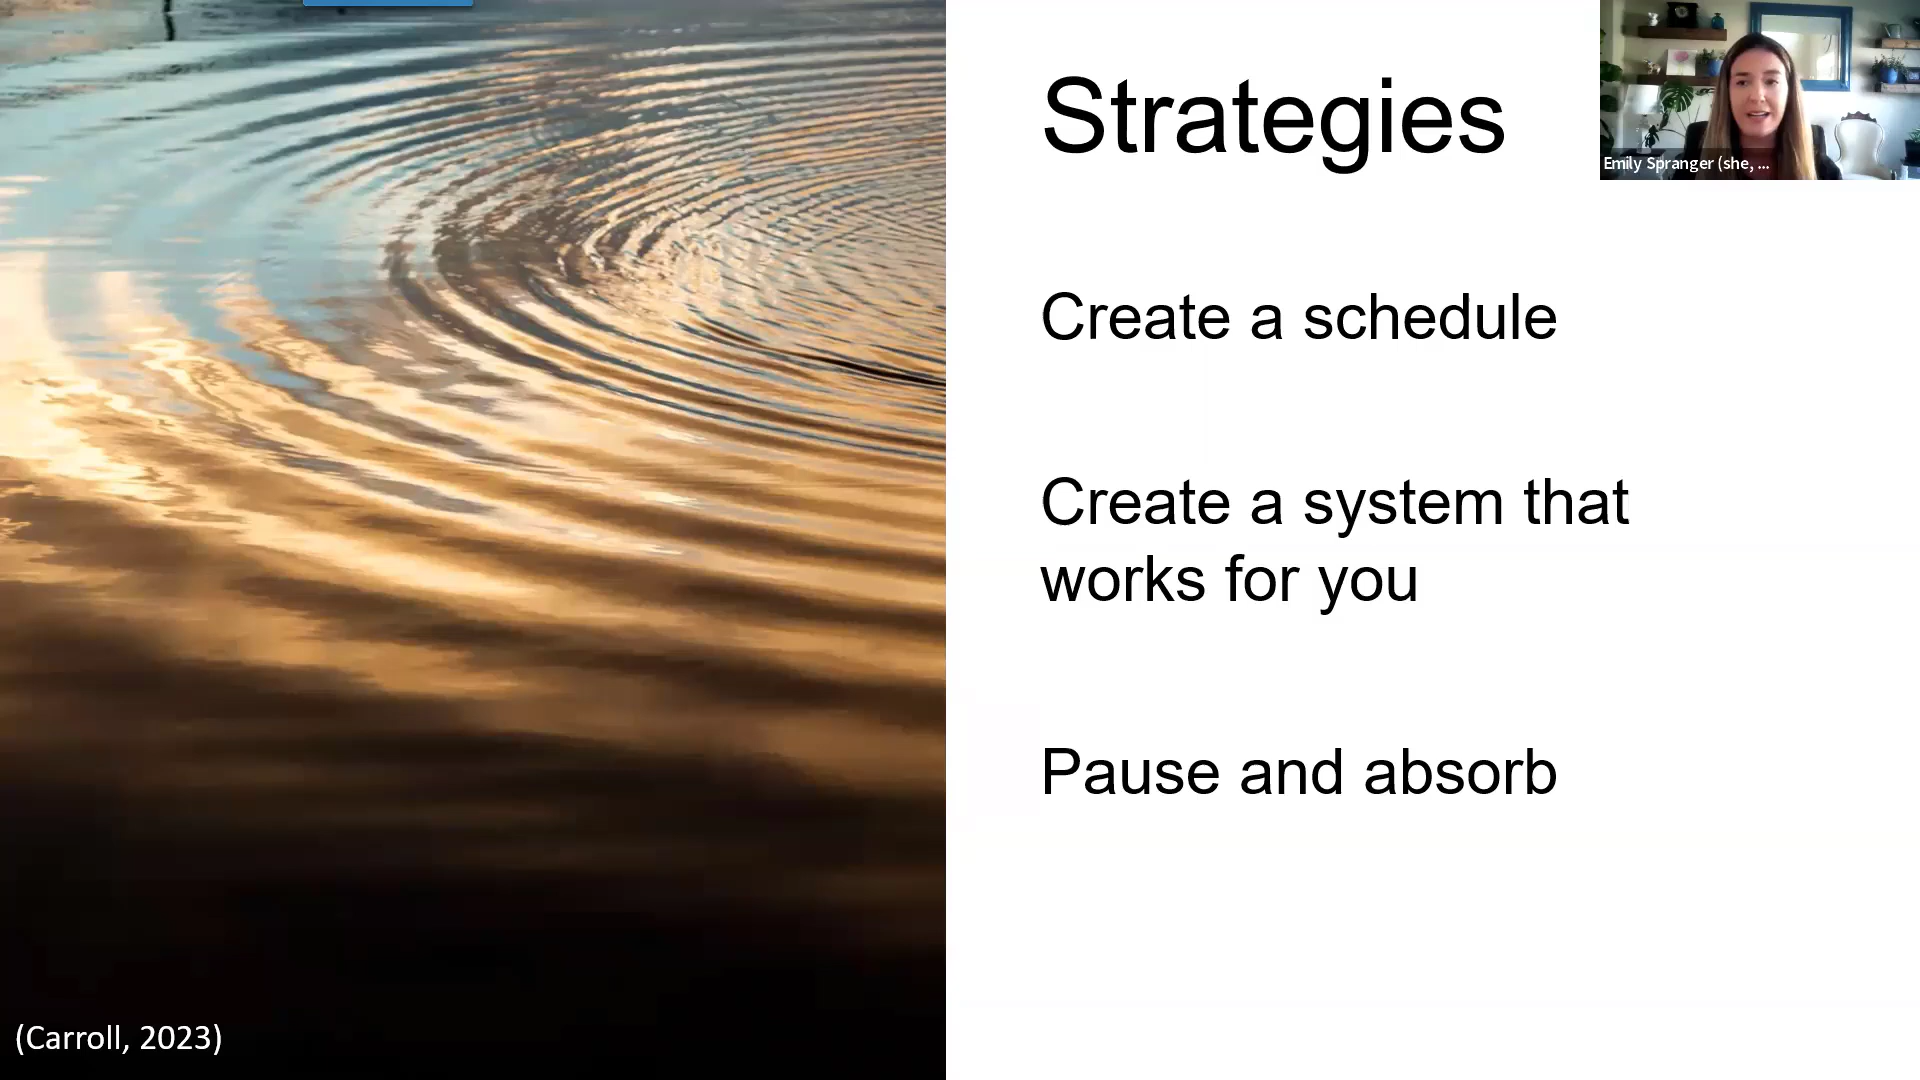 Strategies
Emily Spranger (she, ...
Create a schedule
Create a system that
works for you
Pause and absorb
(Carroll, 2023)